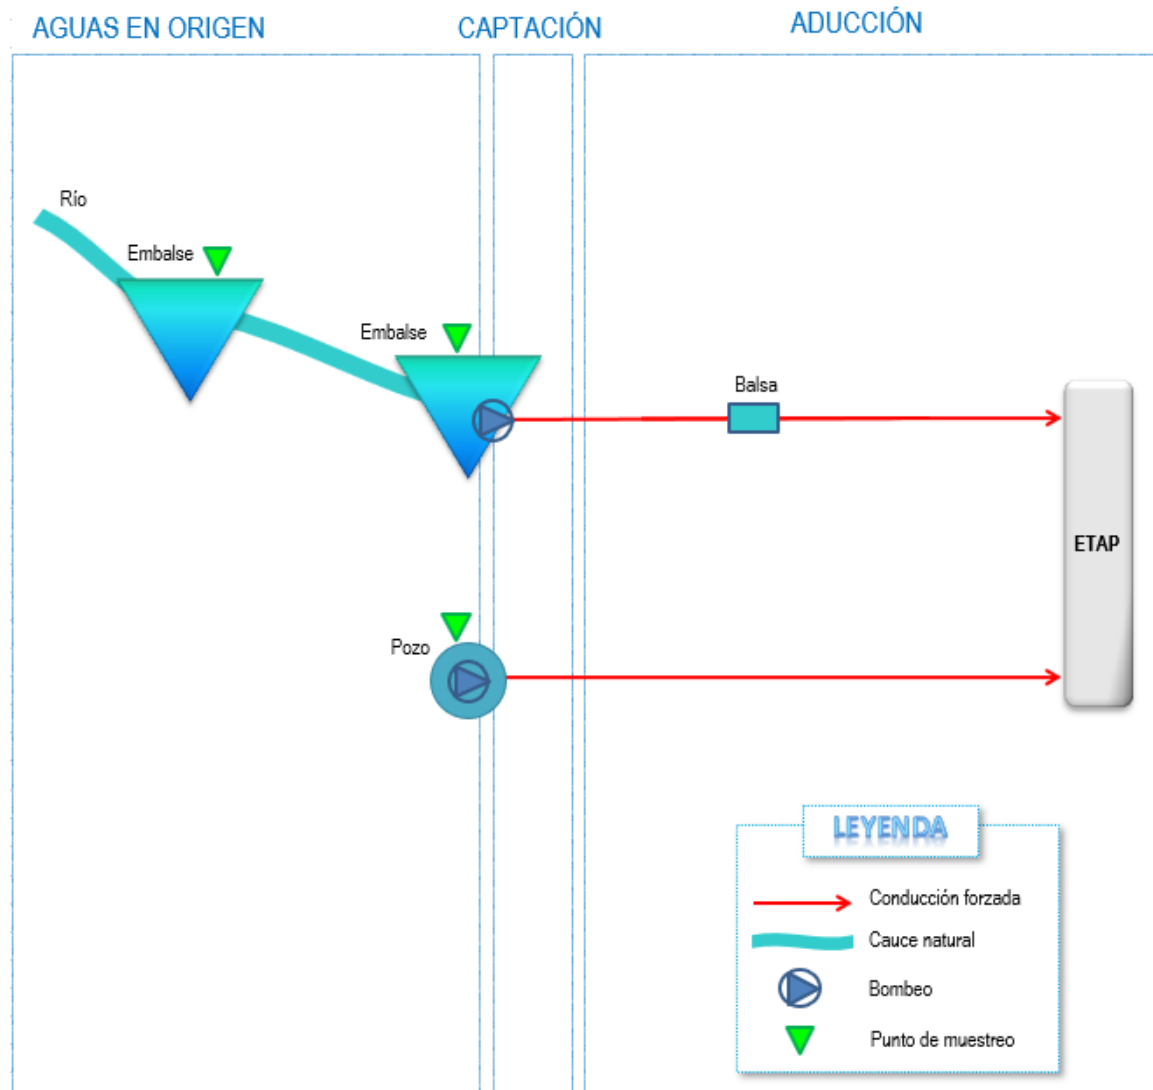 AGUAS EN ORIGEN
CAPTACIÓN
ADUCCIÓN
Río
Embalse
Embalse
Balsa
ETAP
Pozo
LEYENDA
Conducción forzada
Cauce natural
Bombeo
Punto de muestreo